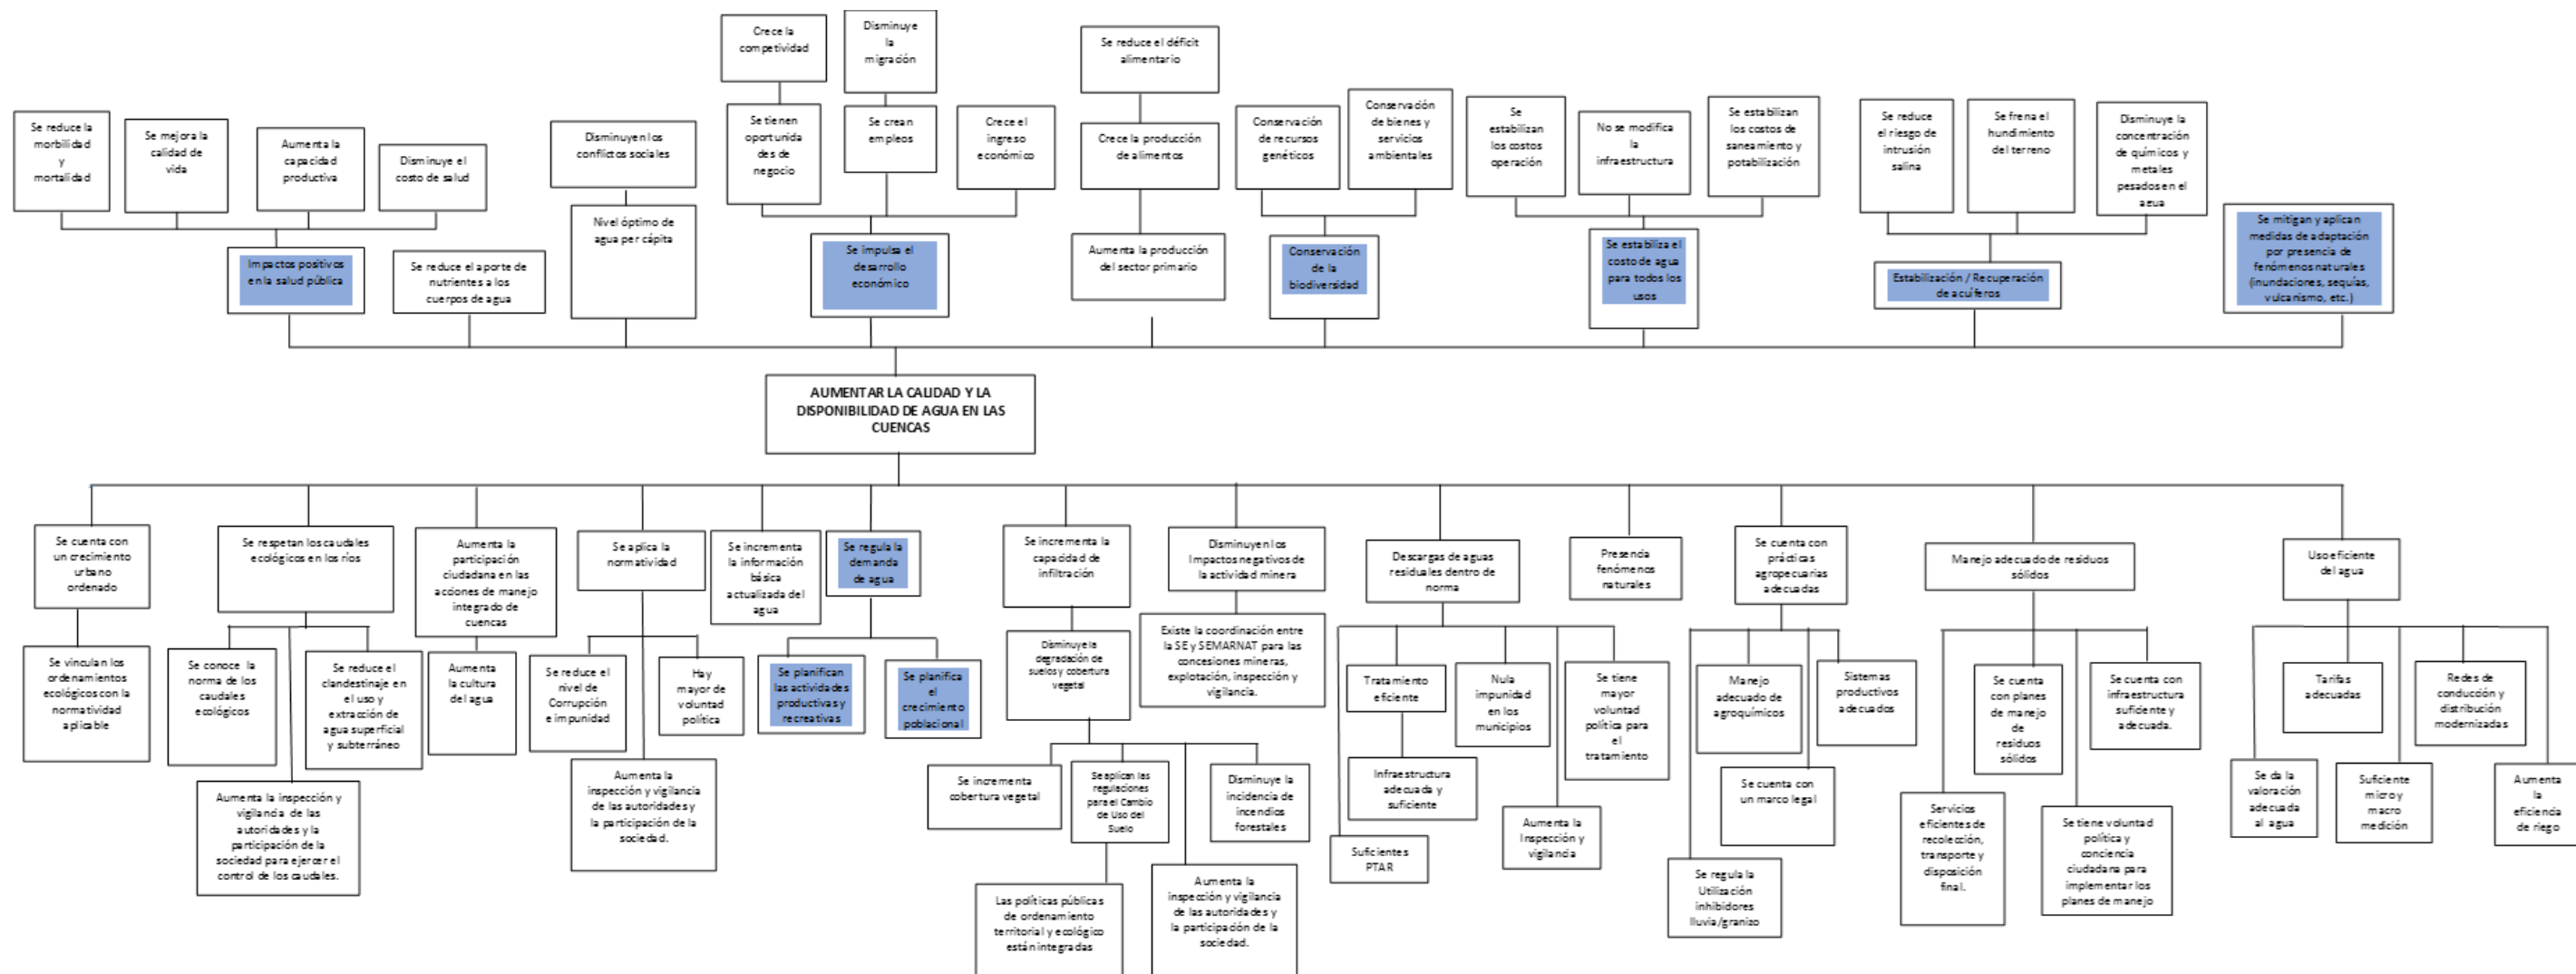 Crece la
competividad
Disminuye
la
migración
Se reduce el déficit
alimentario
Se reduce la
morbilidad
y
mortalidad
Se mejora la
calidad de
vida
Aumenta la
capacidad
productiva
Disminuye el
costo de salud
Disminuyen los
conflictos sociales
Se tienen
oportunida
des de
negocio
Se crean
empleos
Crece el
ingreso
económico
Crece la producción
de alimentos
Conservación
de recursos
genéticos
Conservación
de bienes y
servicios
ambientales
Se
estabilizan
los costos
operación
No se modifica
la
infraestructura
Se estabilizan
los costos de
saneamiento y
potabilización
Se reduce
el riesgo de
intrusión
salina
Se frena el
hundimiento
del terreno
Disminuye la
concentración
de químicos y
metales
pesados en el
agua
Impactos positivos
en la salud pública
Se reduce el aporte de
nutrientes a los
cuerpos de agua
Nivel óptimo de
agua per cápita
Se impulsa el
desarrollo
económico
Aumenta la producción
del sector primario
Conservación
de la
biodiversidad
Se estabiliza el
costo de agua
para todos los
usos
Estabilización / Recuperación
de acuíferos
Se mitigan y aplican
medidas de adaptación
por presencia de
fenómenos naturales
(inundaciones, sequías,
vulcanismo, etc.)
AUMENTAR LA CALIDAD Y LA
DISPONIBILIDAD DE AGUA EN LAS
CUENCAS
Se cuenta con
un crecimiento
urbano
ordenado
Se respetan los caudales
ecológicos en los ríos
Aumenta la
participación
ciudadana en las
acciones de manejo
integrado de
cuencas
Se aplica la
normatividad
Se incrementa
la información
básica
actualizada del
agua
Se regula la
demanda
de agua
Se incrementa la
capacidad de
infiltración
Disminuyen los
Impactos negativos de
la actividad minera
Descargas de aguas
residuales dentro de
norma
Presencia
fenómenos
naturales
Se cuenta con
prácticas
agropecuarias
adecuadas
Manejo adecuado de residuos
sólidos
Uso eficiente
del agua
Se vinculan los
ordenamientos
ecológicos con la
normatividad
aplicable
Se conoce la
norma de los
caudales
ecológicos
Se reduce el
clandestinaje en
el uso y
extracción de
agua superficial
y subterráneo
Aumenta
la cultura
del agua
Se reduce el
nivel de
Corrupción
e impunidad
Hay
mayor de
voluntad
política
Se planifican
las actividades
productivas y
recreativas
Se planifica
el
crecimiento
poblacional
Disminuye la
degradación de
suelos y cobertura
vegetal
Existe la coordinación entre
la SE y SEMARNAT para las
concesiones mineras,
explotación, inspección y
vigilancia.
Tratamiento
eficiente
Nula
impunidad
en los
municipios
Se tiene
mayor
voluntad
política para
el
tratamiento
Manejo
adecuado de
agroquímicos
Sistemas
productivos
adecuados
Se cuenta
con planes
de manejo
de
residuos
sólidos
Se cuenta con
infraestructura
suficiente y
adecuada.
Tarifas
adecuadas
Redes de
conducción y
distribución
modernizadas
Aumenta la inspección y
vigilancia de las
autoridades y la
participación de la
sociedad para ejercer el
control de los caudales.
Aumenta la
inspección y vigilancia
de las autoridades y
la participación de la
sociedad.
Se incrementa
cobertura vegetal
Se aplican las
regulaciones
para el Cambio
de Uso del
Suelo
Disminuye la
incidencia de
incendios
forestales
Infraestructura
adecuada y
suficiente
Aumenta la
Inspección y
vigilancia
Se cuenta con
un marco legal
Servicios
eficientes de
recolección,
transporte y
disposición
final.
Se tiene voluntad
política y
conciencia
ciudadana para
implementar los
planes de manejo
Se da la
valoración
adecuada
al agua
Suficiente
micro y
macro
medición
Aumenta
la
eficiencia
de riego
Suficientes
PTAR
Las políticas públicas
de ordenamiento
territorial y ecológico
están integradas
Aumenta la
inspección y vigilancia
de las autoridades y
la participación de la
sociedad.
Se regula la
Utilización
inhibidores
lluvia/granizo